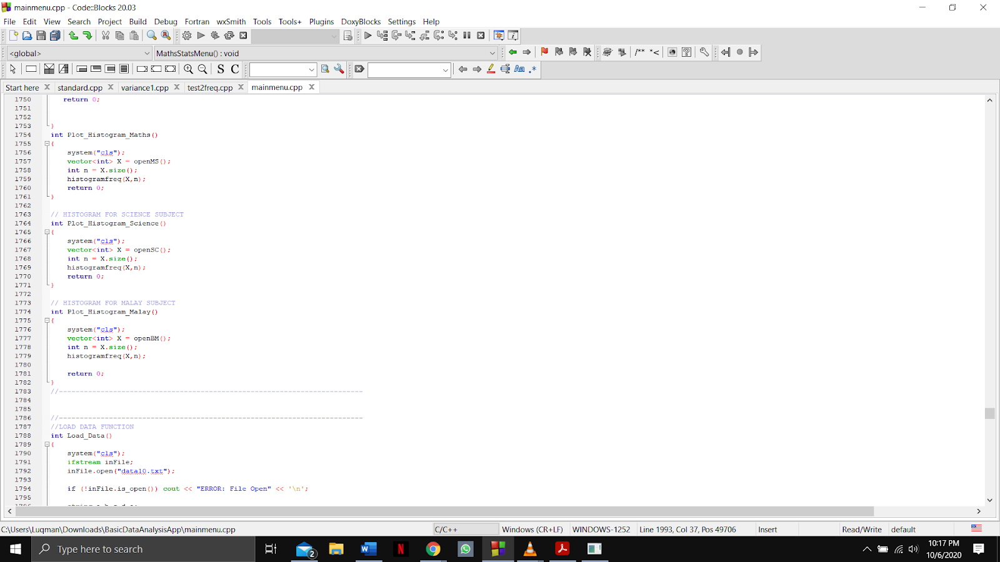 mainmenu.cpp - Code::Blocks 20.03
File Edit View Search Project Build Debug Fortran wxSmith Tools Tools+ Plugins DoxyBlocks Settings Help
<global> MathsStatsMenu() : void
S C
Start here standard.cpp variance1.cpp test2freq.cpp mainmenu.cpp
1750 return 0;
1751
1752
1753 }
1754 int Plot_Histogram_Maths()
1755 {
1756 system("cls");
1757 vector<int> X = openMS();
1758 int n = X.size();
1759 histogramfreq(X,n);
1760 return 0;
1761 }
1762
1763 // HISTOGRAM FOR SCIENCE SUBJECT
1764 int Plot_Histogram_Science()
1765 {
1766 system("cls");
1767 vector<int> X = openSC();
1768 int n = X.size();
1769 histogramfreq(X,n);
1770 return 0;
1771 }
1772
1773 // HISTOGRAM FOR MALAY SUBJECT
1774 int Plot_Histogram_Malay()
1775 {
1776 system("cls");
1777 vector<int> X = openBM();
1778 int n = X.size();
1779 histogramfreq(X,n);
1780
1781 return 0;
1782 }
1783 //-------------------------------------------------------------------------
1784
1785
1786 //-------------------------------------------------------------------------
1787 //LOAD DATA FUNCTION
1788 int Load_Data()
1789 {
1790 system("cls");
1791 ifstream inFile;
1792 inFile.open("data10.txt");
1793
1794 if (!inFile.is_open()) cout << "ERROR: File Open" << '\n';
1795
C:\Users\Luqman\Downloads\BasicDataAnalysisApp\mainmenu.cpp C/C++ Windows (CR+LF) WINDOWS-1252 Line 1993, Col 37, Pos 49706 Insert Read/Write default
Type here to search 2 10:17 PM
10/6/2020